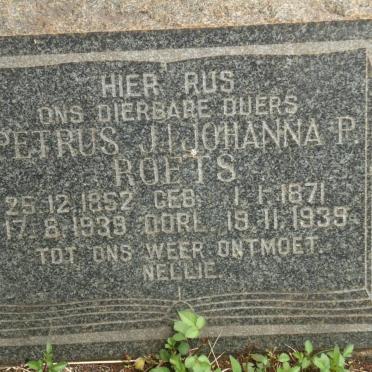 HIER RUS
ONS DIERBARE OUERS
PETRUS J.I. JOHANNA P.
ROETS
25.12.1852 GEB. 1.1.1871
17.8.1939 OORL. 19.11.1939
TOT ONS WEER ONTMOET.
NELLIE.